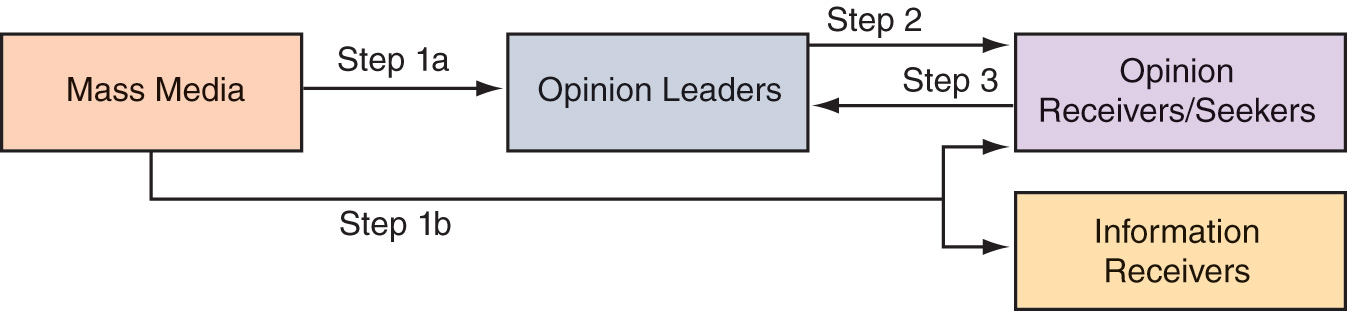 Step 2
Mass Media
Step 1a
Opinion Leaders
Step 3
Opinion
Receivers/Seekers
Step 1b
Information
Receivers